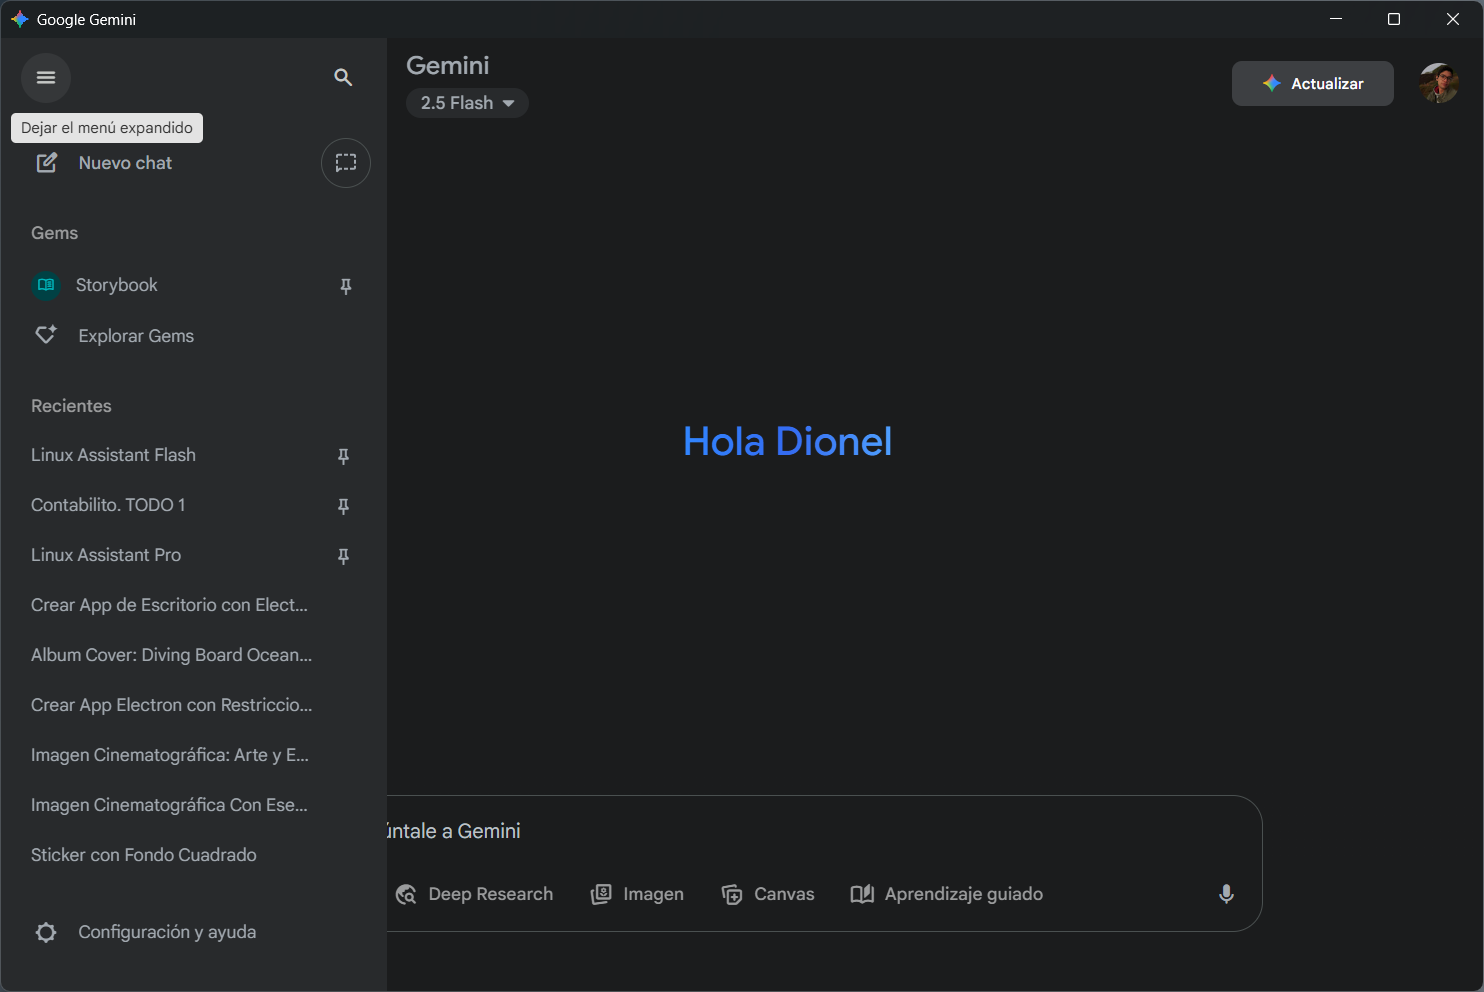 Google Gemini
Dejar el menú expandido
Nuevo chat
Gems
Storybook
Explorar Gems
Recientes
Linux Assistant Flash
Contabilito. TODO 1
Linux Assistant Pro
Crear App de Escritorio con Elect...
Album Cover: Diving Board Ocean...
Crear App Electron con Restriccio...
Imagen Cinematográfica: Arte y E...
Imagen Cinematográfica Con Ese...
Sticker con Fondo Cuadrado
Configuración y ayuda
Gemini
2.5 Flash
Actualizar
Hola Dionel
úntale a Gemini
Deep Research
Imagen
Canvas
Aprendizaje guiado